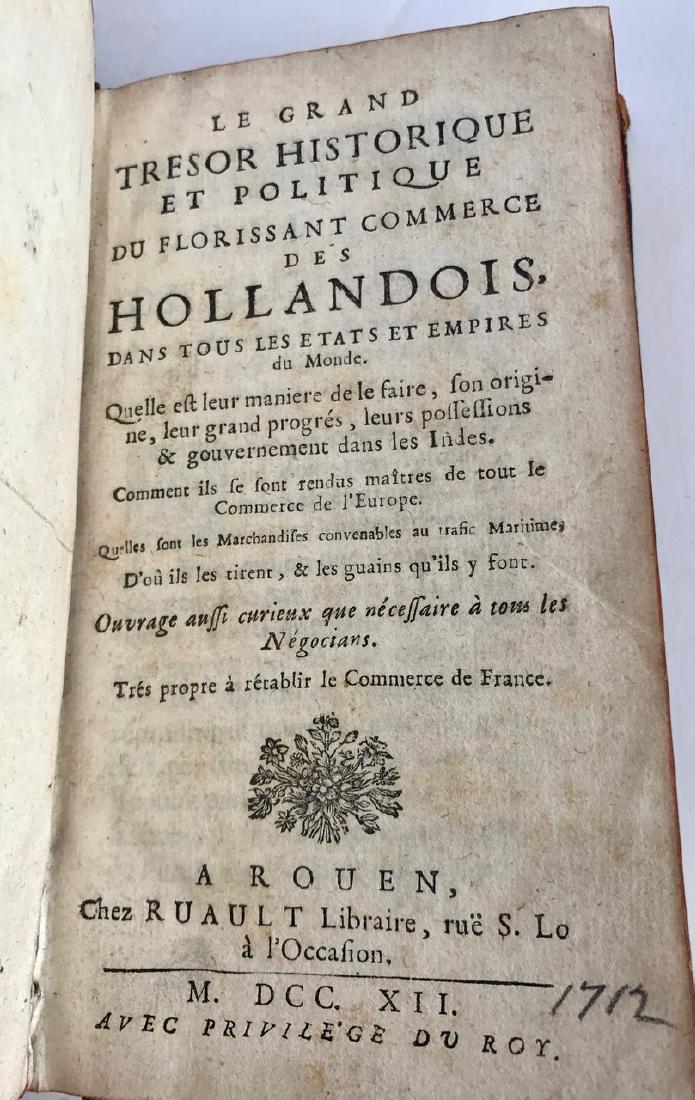 LE GRAND
TRESOR HISTORIQUE
ET POLITIQUE
DU FLORISSANT COMMERCE
DES
HOLLANDOIS,
DANS TOUS LES ETATS ET EMPIRES
du Monde.
Quelle eſt leur maniere de le faire, ſon origi-
ne, leur grand progrés, leurs poſſeſſions
& gouvernement dans les Indes.
Comment ils ſe ſont rendus maîtres de tout le
Commerce de l'Europe.
Quelles ſont les Marchandiſes convenables au trafic Maritime,
D'où ils les tirent, & les guains qu'ils y font.
Ouvrage auſſi curieux que néceſſaire à tous les
Négocians.
Trés propre à rétablir le Commerce de France.
A ROUEN,
Chez RUAULT Libraire, ruë S. Lo
à l'Occaſion.
M. DCC. XII. 1712
AVEC PRIVILEGE DU ROY.